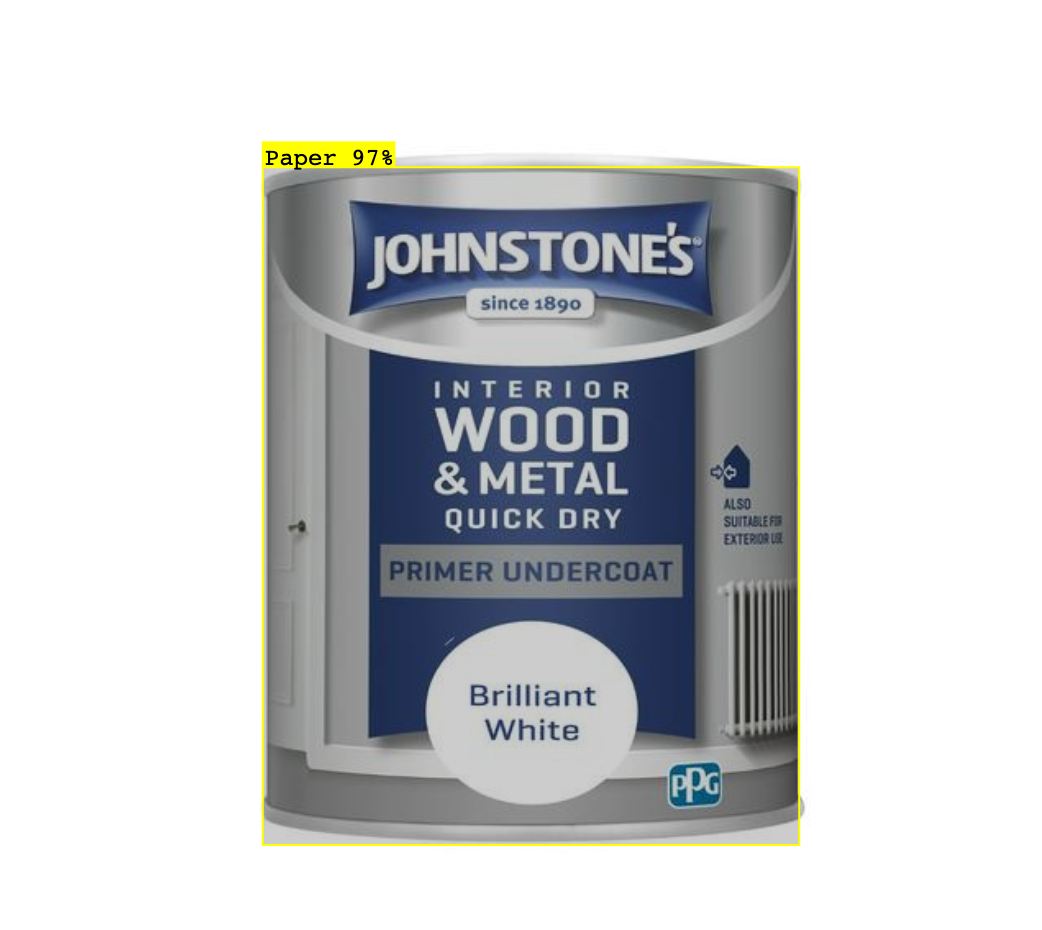 Paper 97%
JOHNSTONE'S®
since 1890
INTERIOR
WOOD
& METAL
QUICK DRY
PRIMER UNDERCOAT
ALSO
SUITABLE FOR
EXTERIOR USE
Brilliant
White
PPG